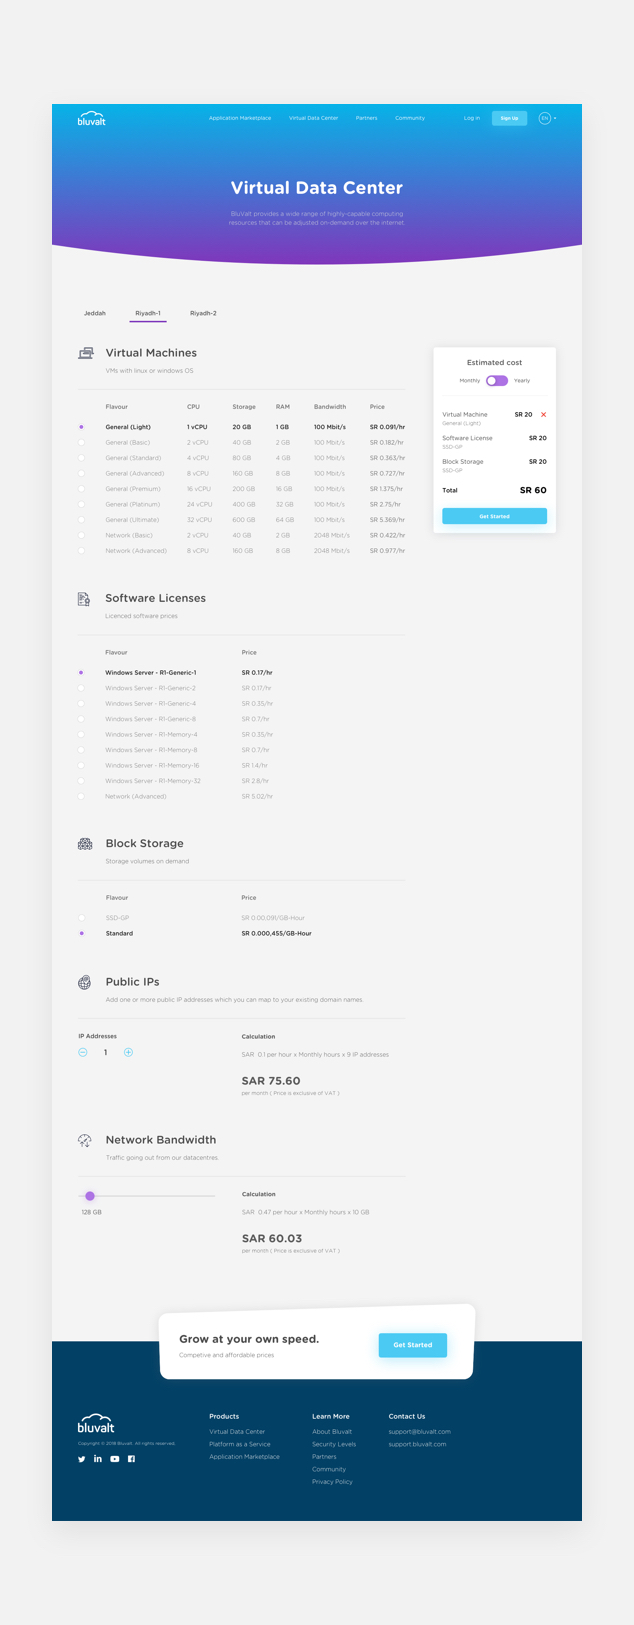 bluvalt
Application Marketplace Virtual Data Center Partners Community Log in Sign Up EN
Virtual Data Center
BluValt provides a wide range of highly-capable computing
resources that can be adjusted on-demand over the internet.
Jeddah Riyadh-1 Riyadh-2
Virtual Machines
VMs with linux or windows OS
Flavour CPU Storage RAM Bandwidth Price
General (Light) 1 vCPU 20 GB 1 GB 100 Mbit/s SR 0.091/hr
General (Basic) 2 vCPU 40 GB 2 GB 100 Mbit/s SR 0.182/hr
General (Standard) 4 vCPU 80 GB 4 GB 100 Mbit/s SR 0.363/hr
General (Advanced) 8 vCPU 160 GB 8 GB 100 Mbit/s SR 0.727/hr
General (Premium) 16 vCPU 200 GB 16 GB 100 Mbit/s SR 1.375/hr
General (Platinum) 24 vCPU 400 GB 32 GB 100 Mbit/s SR 2.75/hr
General (Ultimate) 32 vCPU 600 GB 64 GB 100 Mbit/s SR 5.369/hr
Network (Basic) 2 vCPU 40 GB 2 GB 2048 Mbit/s SR 0.422/hr
Network (Advanced) 8 vCPU 160 GB 8 GB 2048 Mbit/s SR 0.977/hr
Estimated cost
Monthly Yearly
Virtual Machine SR 20
General (Light)
Software License SR 20
SSD-GP
Block Storage SR 20
SSD-GP
Total SR 60
Get Started
Software Licenses
Licenced software prices
Flavour Price
Windows Server - R1-Generic-1 SR 0.17/hr
Windows Server - R1-Generic-2 SR 0.17/hr
Windows Server - R1-Generic-4 SR 0.35/hr
Windows Server - R1-Generic-8 SR 0.7/hr
Windows Server - R1-Memory-4 SR 0.35/hr
Windows Server - R1-Memory-8 SR 0.7/hr
Windows Server - R1-Memory-16 SR 1.4/hr
Windows Server - R1-Memory-32 SR 2.8/hr
Network (Advanced) SR 5.02/hr
Block Storage
Storage volumes on demand
Flavour Price
SSD-GP SR 0.00.091/GB-Hour
Standard SR 0.000,455/GB-Hour
Public IPs
Add one or more public IP addresses which you can map to your existing domain names.
IP Addresses Calculation
1
SAR 0.1 per hour x Monthly hours x 9 IP addresses
SAR 75.60
per month ( Price is exclusive of VAT )
Network Bandwidth
Traffic going out from our datacentres.
Calculation
128 GB SAR 0.47 per hour x Monthly hours x 10 GB
SAR 60.03
per month ( Price is exclusive of VAT )
Grow at your own speed.
Competive and affordable prices
Get Started
bluvalt
Copyright © 2018 Bluvalt. All rights reserved.
Products
Virtual Data Center
Platform as a Service
Application Marketplace
Learn More
About Bluvalt
Security Levels
Partners
Community
Privacy Policy
Contact Us
support@bluvalt.com
support.bluvalt.com